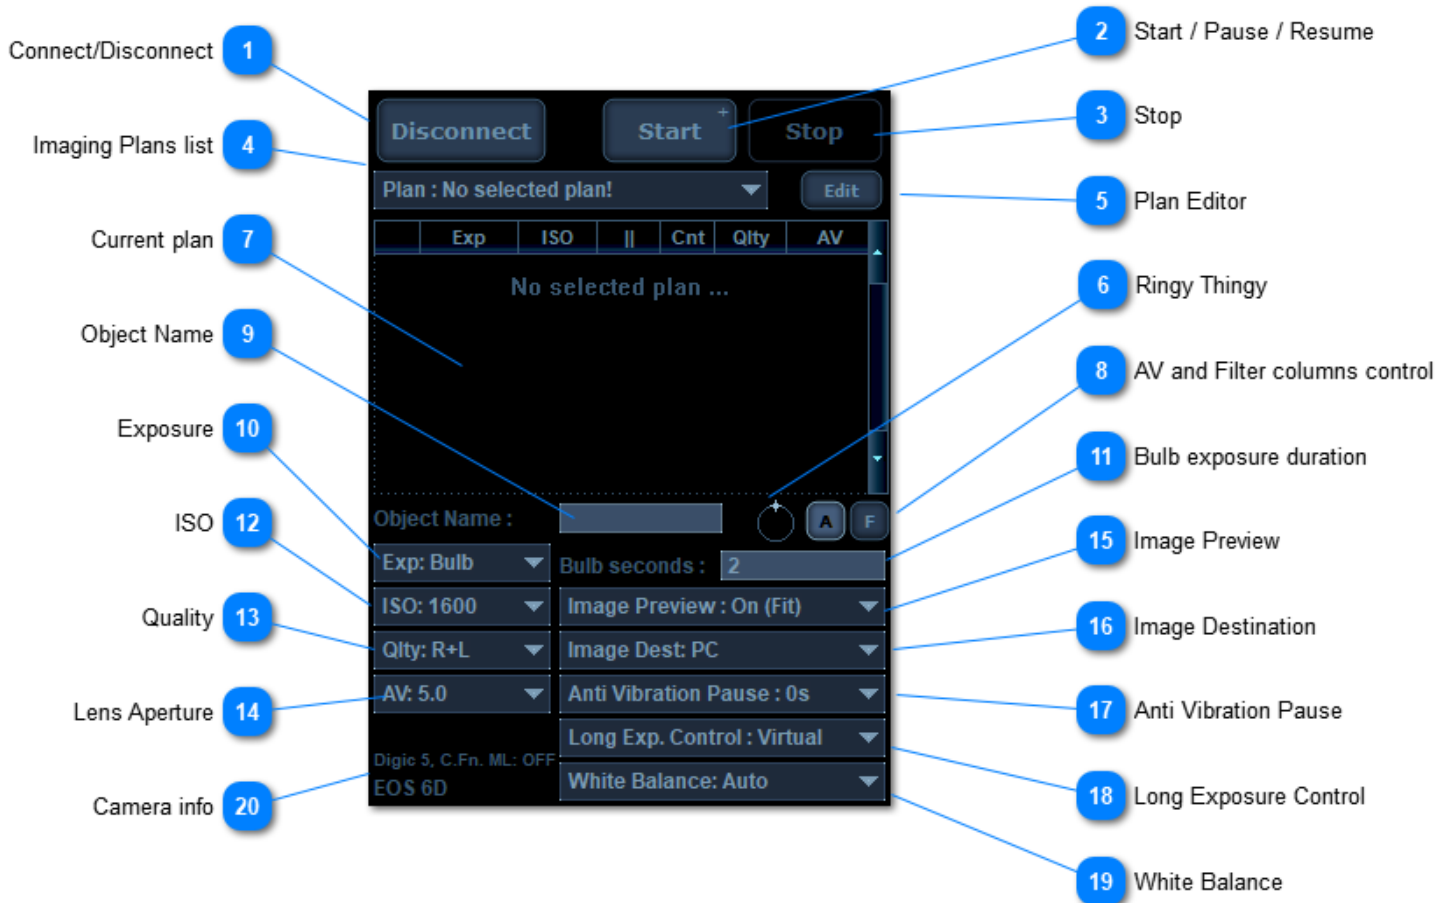 Connect/Disconnect 1
2 Start / Pause / Resume
3 Stop
Imaging Plans list 4
5 Plan Editor
Current plan 7
6 Ringy Thingy
Object Name 9
8 AV and Filter columns control
Exposure 10
11 Bulb exposure duration
ISO 12
15 Image Preview
Quality 13
16 Image Destination
Lens Aperture 14
17 Anti Vibration Pause
Camera info 20
18 Long Exposure Control
19 White Balance
Disconnect Start + Stop
Plan : No selected plan! Edit
Exp ISO || Cnt Qlty AV
No selected plan ...
Object Name : A F
Exp: Bulb Bulb seconds : 2
ISO: 1600 Image Preview : On (Fit)
Qlty: R+L Image Dest: PC
AV: 5.0 Anti Vibration Pause : 0s
Long Exp. Control : Virtual
Digic 5, C.Fn. ML: OFF
EOS 6D White Balance: Auto